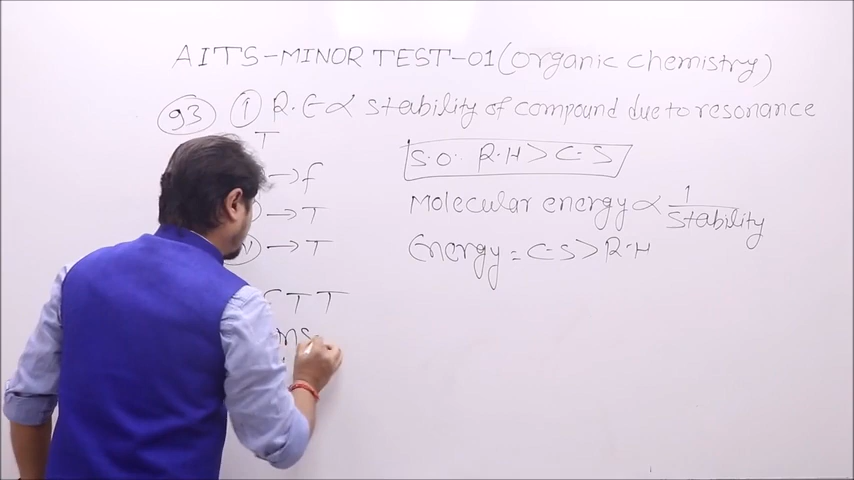 AITS-MINOR TEST-01 (organic chemistry)
93 1 R.E ∝ stability of compound due to resonance
T
S.O. R.H > C-S
→ f
Molecular energy ∝ 1/stability
→ T
Energy = C-S > R.H
→ T
T T
ns